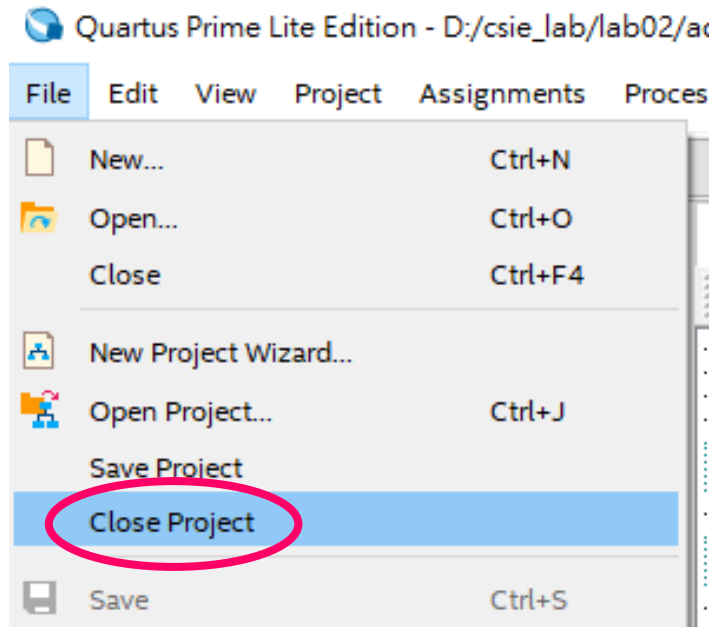 Quartus Prime Lite Edition - D:/csie_lab/lab02/a
File Edit View Project Assignments Proces
New... Ctrl+N
Open... Ctrl+O
Close Ctrl+F4
New Project Wizard...
Open Project... Ctrl+J
Save Project
Close Project
Save Ctrl+S